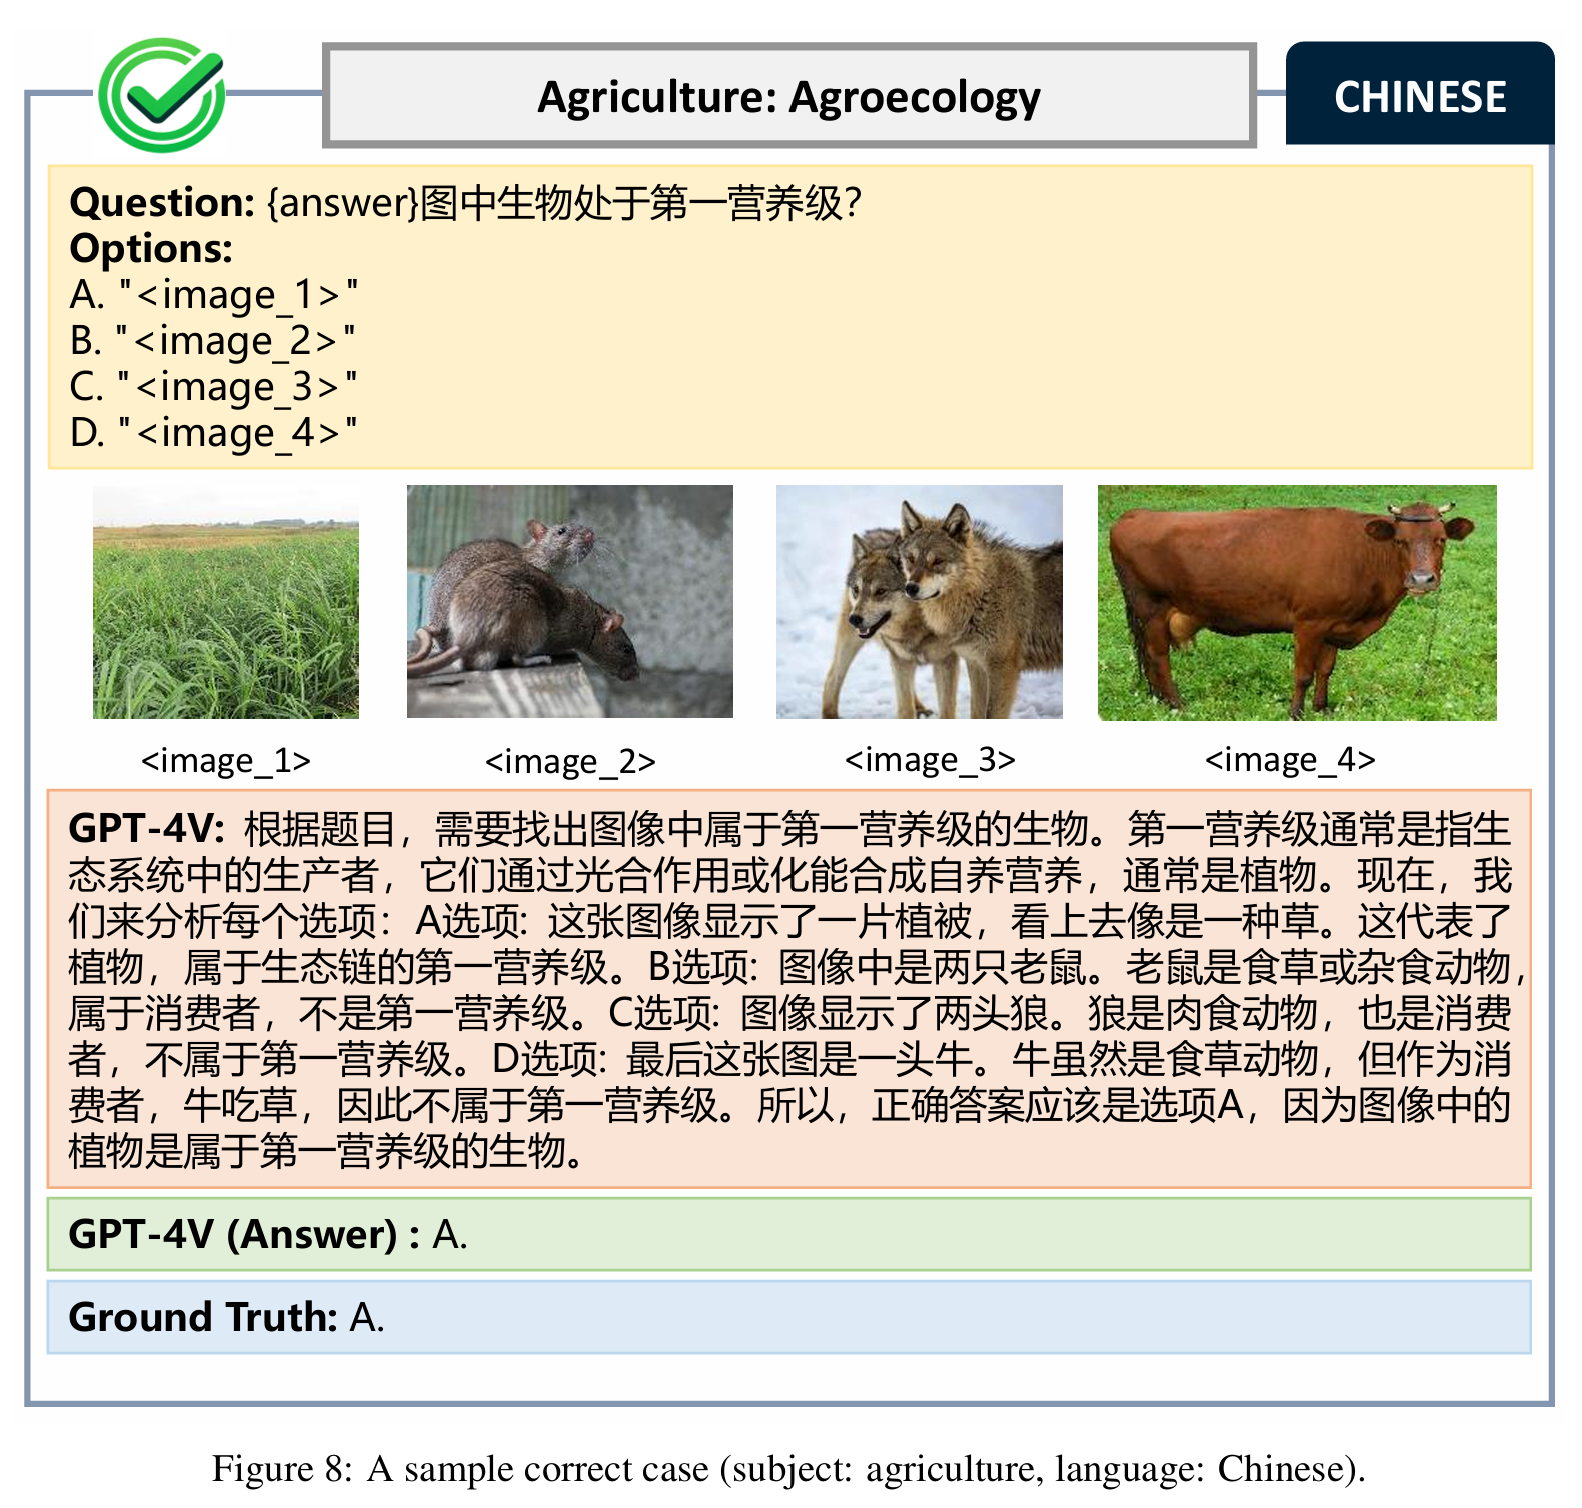 Agriculture: Agroecology
CHINESE
Question: {answer}图中生物处于第一营养级?
Options:
A. "<image_1>"
B. "<image_2>"
C. "<image_3>"
D. "<image_4>"
<image_1>
<image_2>
<image_3>
<image_4>
GPT-4V: 根据题目，需要找出图像中属于第一营养级的生物。第一营养级通常是指生
态系统中的生产者，它们通过光合作用或化能合成自养营养，通常是植物。现在，我
们来分析每个选项：A选项: 这张图像显示了一片植被，看上去像是一种草。这代表了
植物，属于生态链的第一营养级。B选项: 图像中是两只老鼠。老鼠是食草或杂食动物，
属于消费者，不是第一营养级。C选项: 图像显示了两头狼。狼是肉食动物，也是消费
者，不属于第一营养级。D选项: 最后这张图是一头牛。牛虽然是食草动物，但作为消
费者，牛吃草，因此不属于第一营养级。所以，正确答案应该是选项A，因为图像中的
植物是属于第一营养级的生物。
GPT-4V (Answer) : A.
Ground Truth: A.
Figure 8: A sample correct case (subject: agriculture, language: Chinese).